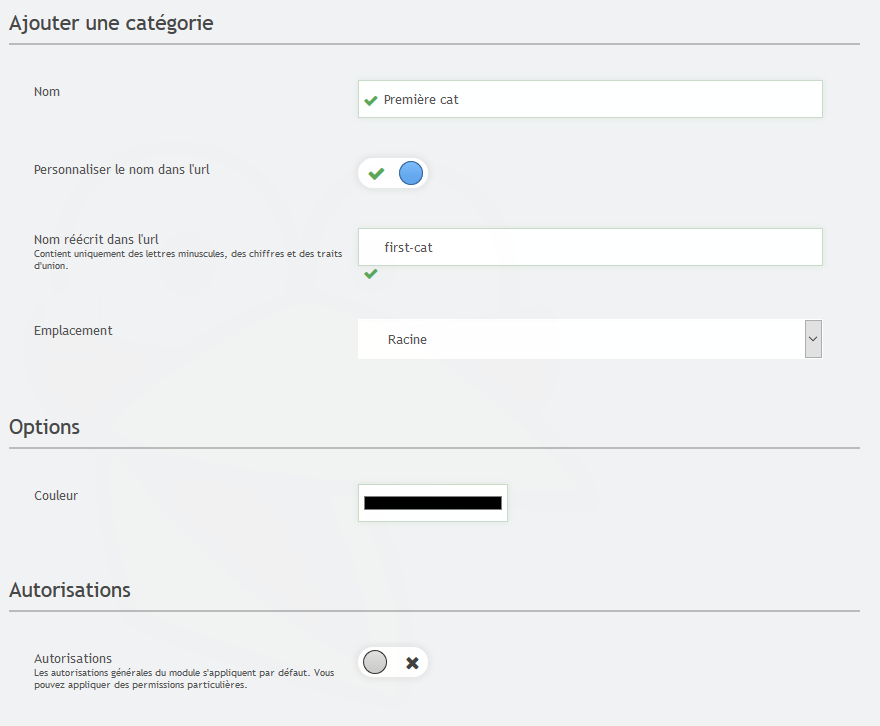 Ajouter une catégorie
Nom
Première cat
Personnaliser le nom dans l'url
Nom réécrit dans l'url
Contient uniquement des lettres minuscules, des chiffres et des traits
d'union.
first-cat
Emplacement
Racine
Options
Couleur
Autorisations
Autorisations
Les autorisations générales du module s'appliquent par défaut. Vous
pouvez appliquer des permissions particulières.